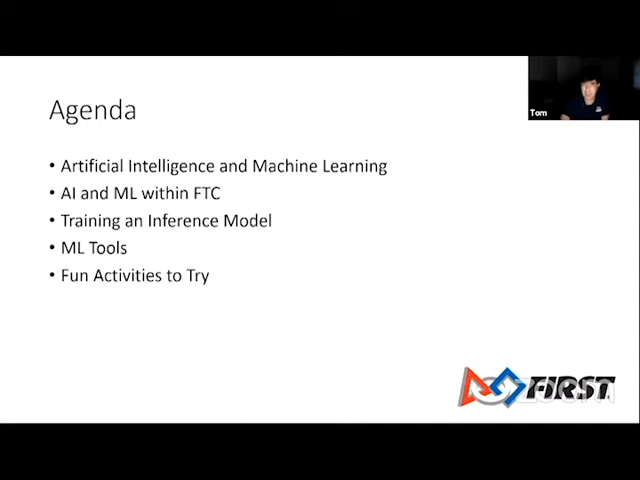 Tom
Agenda
• Artificial Intelligence and Machine Learning
• AI and ML within FTC
• Training an Inference Model
• ML Tools
• Fun Activities to Try
FIRST
zoom